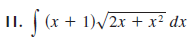 11. ∫ (x + 1)√(2x + x²) dx